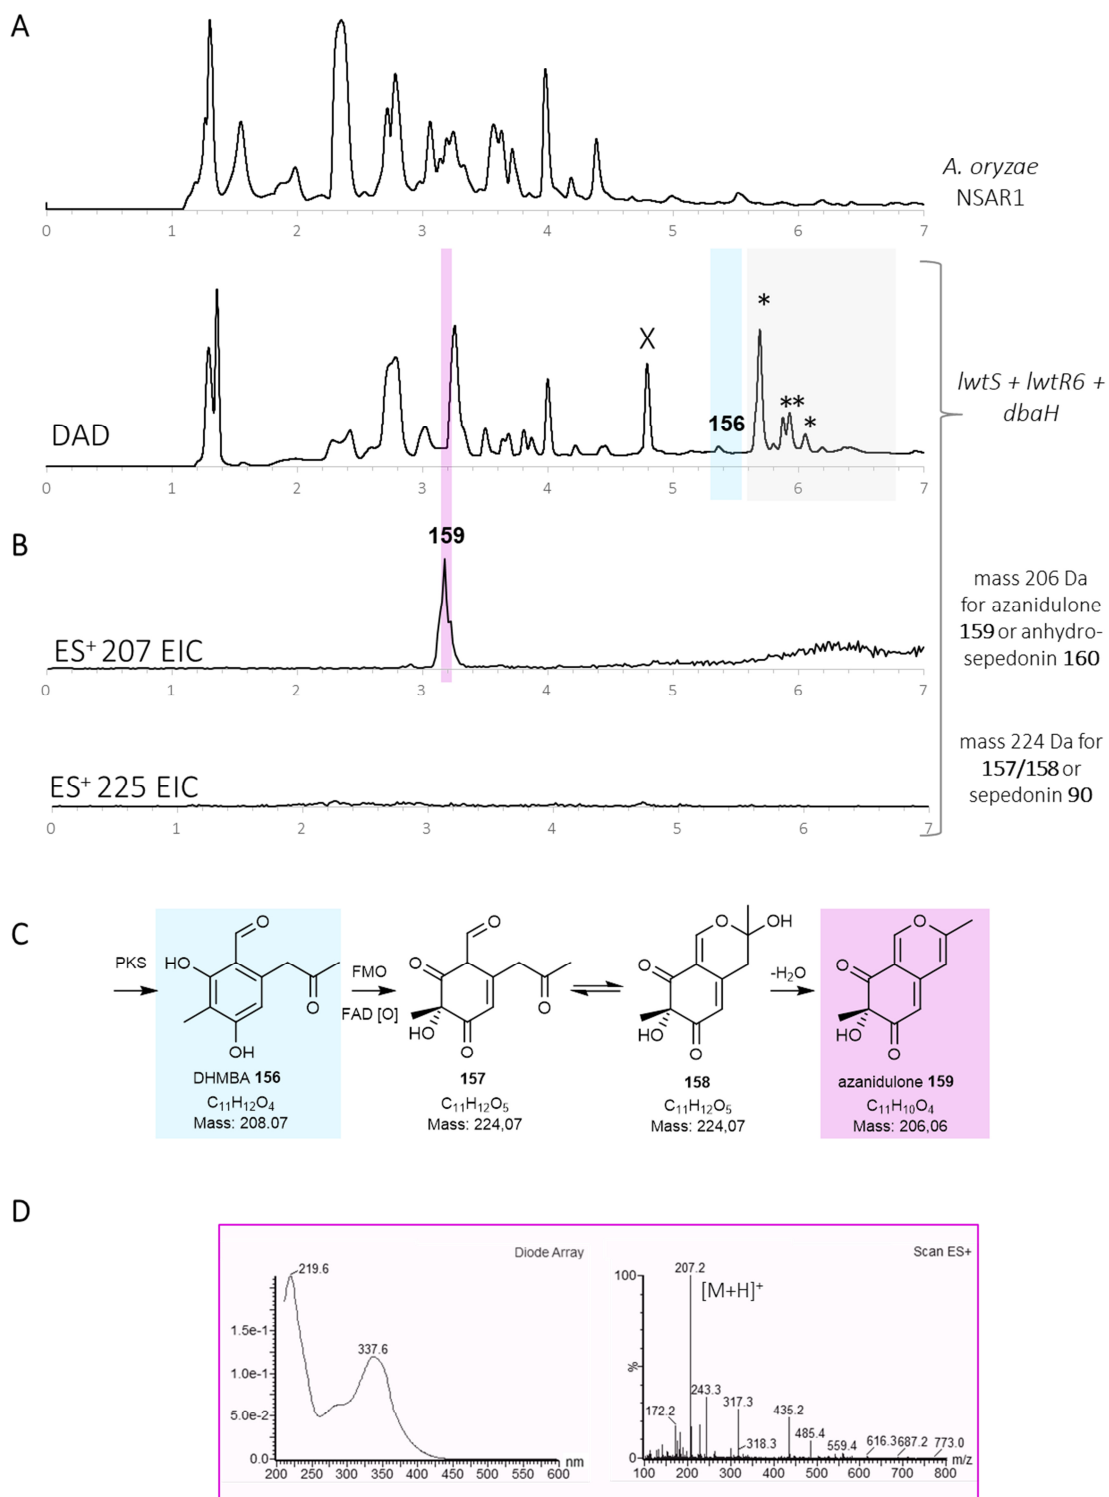 A
A. oryzae
NSAR1
0 1 2 3 4 5 6 7
X
156
*
**
*
DAD
lwtS + lwtR6 +
dbaH
0 1 2 3 4 5 6 7
B
159
ES+ 207 EIC
mass 206 Da
for azanidulone
159 or anhydro-
sepedonin 160
0 1 2 3 4 5 6 7
ES+ 225 EIC
mass 224 Da for
157/158 or
sepedonin 90
0 1 2 3 4 5 6 7
C
PKS
O
HO
O
OH
DHMBA 156
C11H12O4
Mass: 208.07
FMO
FAD [O]
O
O
HO
O
O
157
C11H12O5
Mass: 224,07
O
OH
O
HO
O
158
C11H12O5
Mass: 224,07
-H2O
O
O
HO
O
azanidulone 159
C11H10O4
Mass: 206,06
D
Diode Array
219.6
337.6
1.5e-1
1.0e-1
5.0e-2
0.0
nm
200 250 300 350 400 450 500 550 600
Scan ES+
100
%
0
207.2
[M+H]+
243.3
172.2
317.3
318.3
435.2
485.4
559.4
616.3
687.2
773.0
m/z
100 200 300 400 500 600 700 800